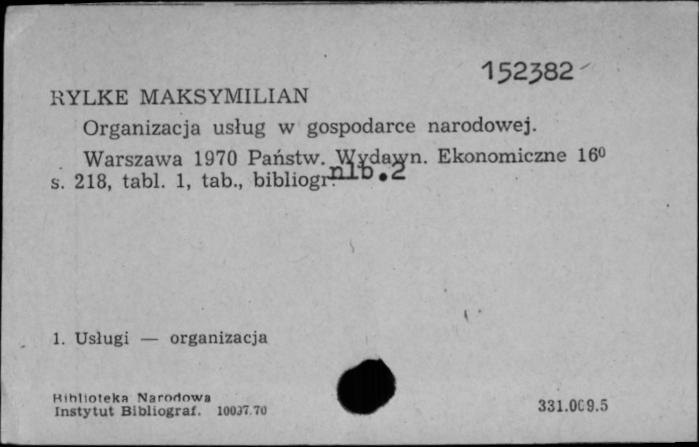 152382
RYLKE MAKSYMILIAN
Organizacja usług w gospodarce narodowej.
Warszawa 1970 Państw. Wydawn. Ekonomiczne 16⁰
s. 218, tabl. 1, tab., bibliogr. nlb.2
1. Usługi — organizacja
Biblioteka Narodowa
Instytut Bibliograf. 10037.70
331.009.5